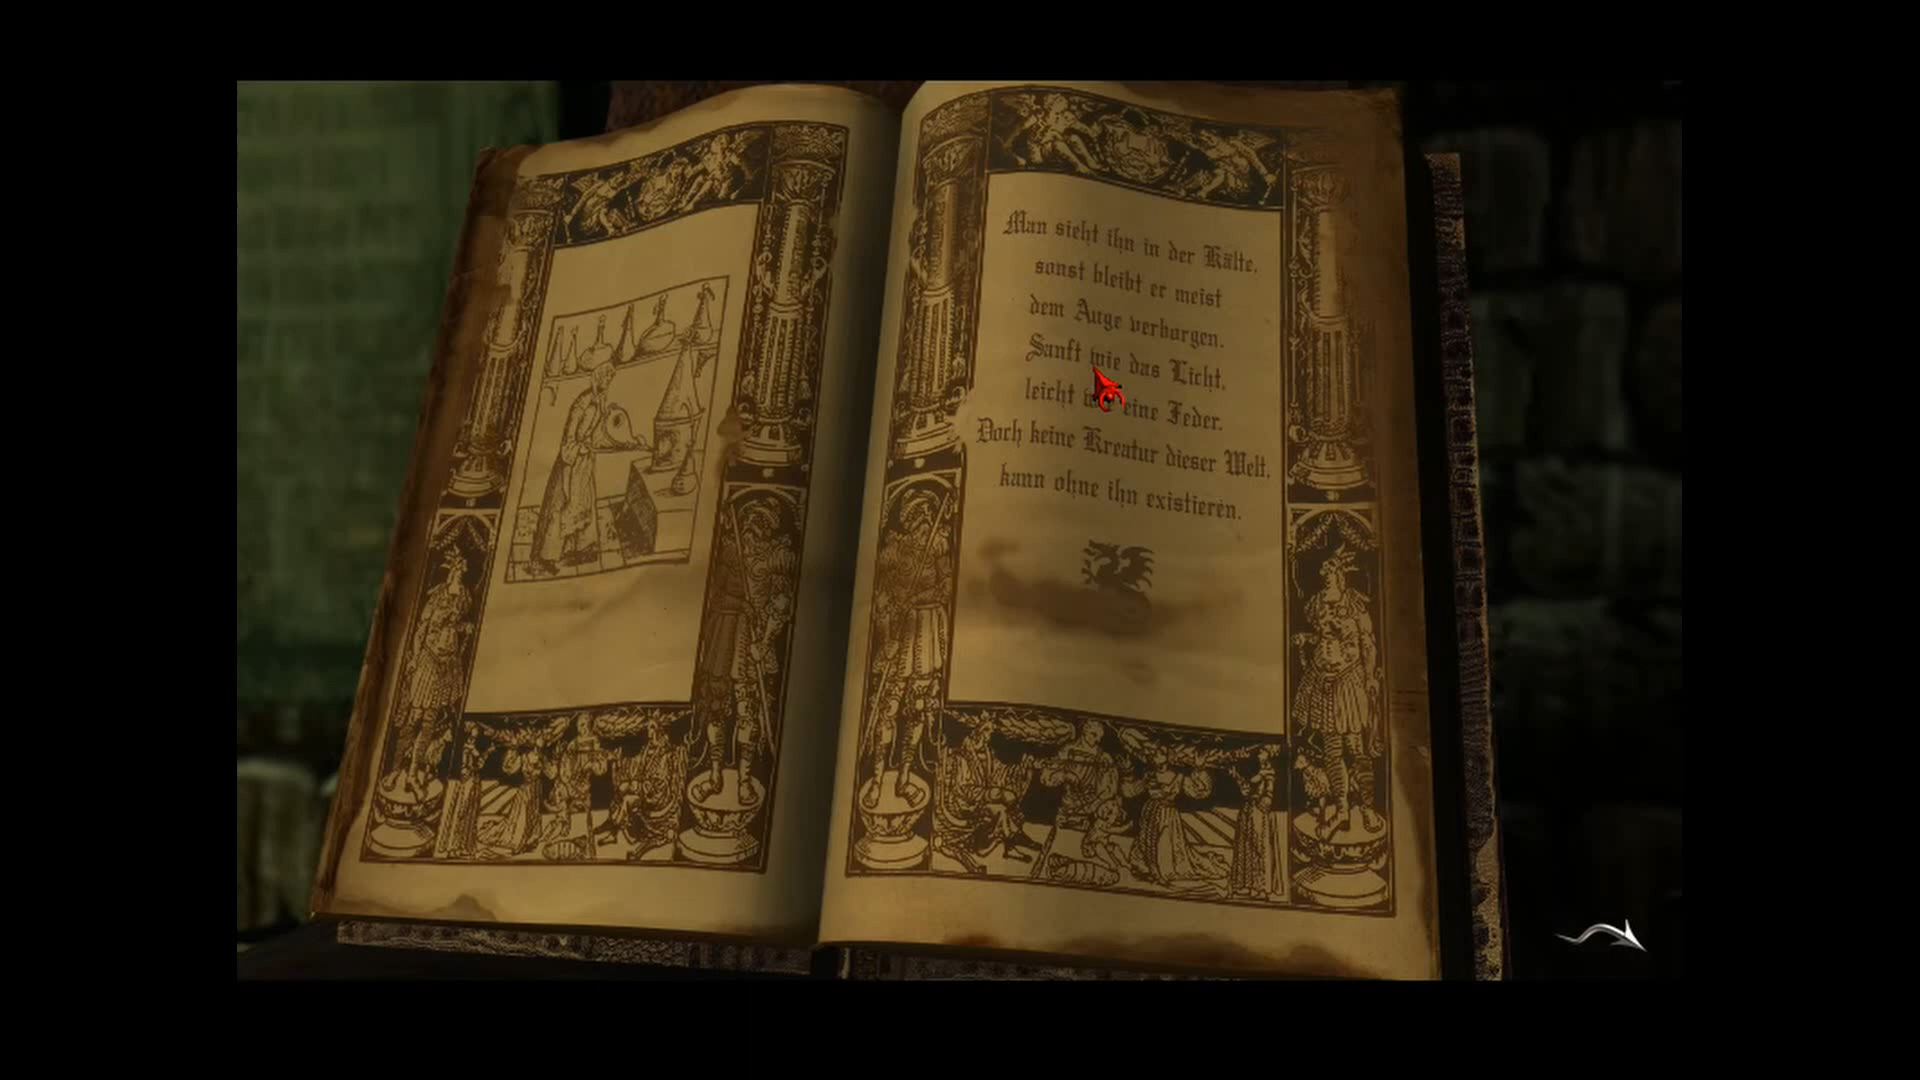 Man sieht ihn in der Kälte,
sonst bleibt er meist
dem Auge verborgen.
Sanft wie das Licht,
leicht eine Feder.
Doch keine Kreatur dieser Welt,
kann ohne ihn existieren.